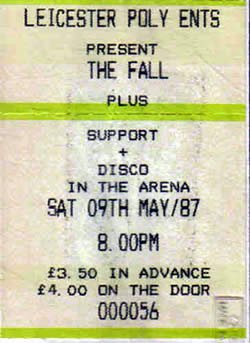 LEICESTER POLY ENTS
PRESENT
THE FALL
PLUS
SUPPORT
+
DISCO
IN THE ARENA
SAT 09TH MAY/87
8.00PM
£3.50 IN ADVANCE
£4.00 ON THE DOOR
000056